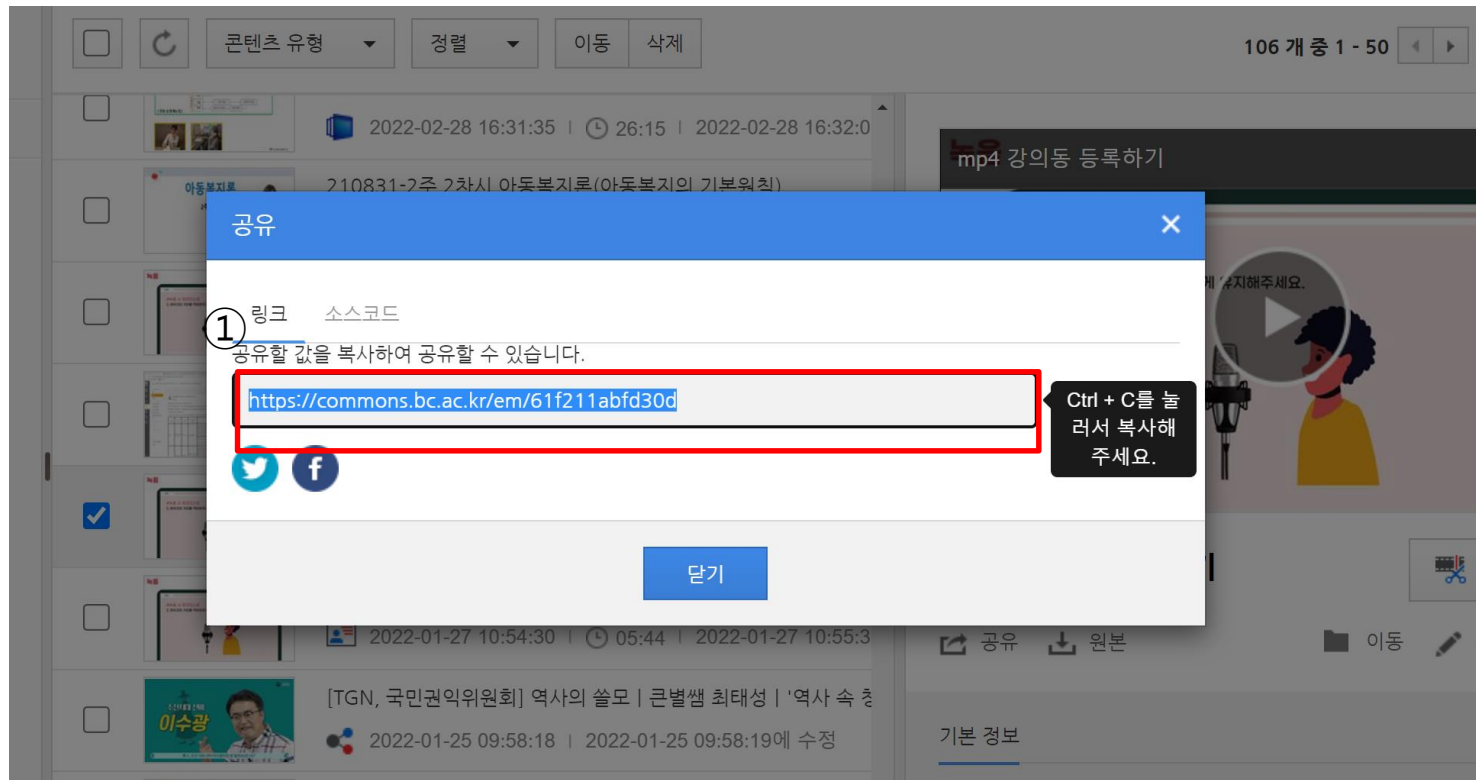 콘텐츠 유형 정렬 이동 삭제 106 개 중 1 - 50
2022-02-28 16:31:35 | 26:15 | 2022-02-28 16:32:0
mp4 강의동 등록하기
아동복지론
210831-2주 2차시 아동복지론(아동복지의 기본원칙)
공유
유지해주세요.
① 링크 소스코드
공유할 값을 복사하여 공유할 수 있습니다.
https://commons.bc.ac.kr/em/61f211abfd30d
Ctrl + C를 눌
러서 복사해
주세요.
닫기
2022-01-27 10:54:30 | 05:44 | 2022-01-27 10:55:3
공유 원본 이동
[TGN, 국민권익위원회] 역사의 쓸모 | 큰별쌤 최태성 | '역사 속 청
이수광
2022-01-25 09:58:18 | 2022-01-25 09:58:19에 수정
기본 정보